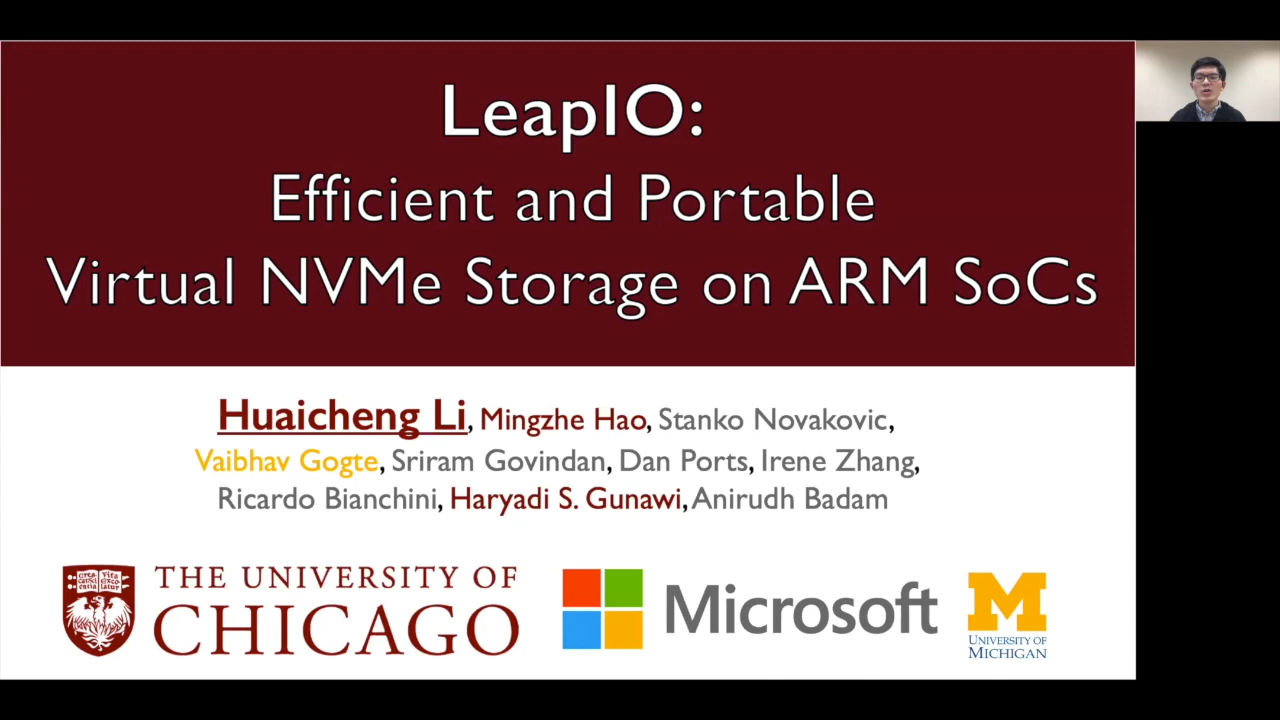 LeapIO:
Efficient and Portable
Virtual NVMe Storage on ARM SoCs
Huaicheng Li, Mingzhe Hao, Stanko Novakovic,
Vaibhav Gogte, Sriram Govindan, Dan Ports, Irene Zhang,
Ricardo Bianchini, Haryadi S. Gunawi, Anirudh Badam
THE UNIVERSITY OF
CHICAGO
Microsoft
M
UNIVERSITY OF
MICHIGAN